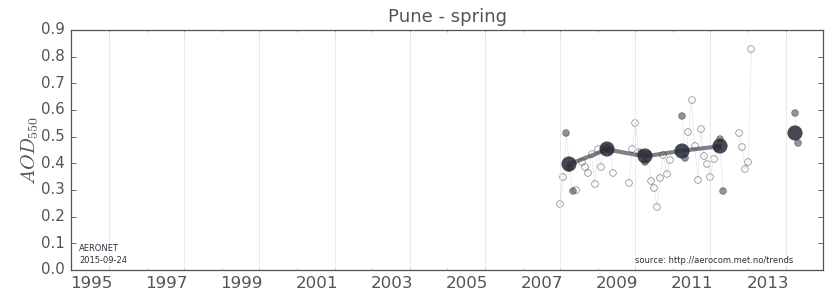 Pune - spring
0.9
0.8
0.7
0.6
0.5
0.4
0.3
0.2
0.1
0.0
AOD550
AERONET
2015-09-24
source: http://aerocom.met.no/trends
1995 1997 1999 2001 2003 2005 2007 2009 2011 2013